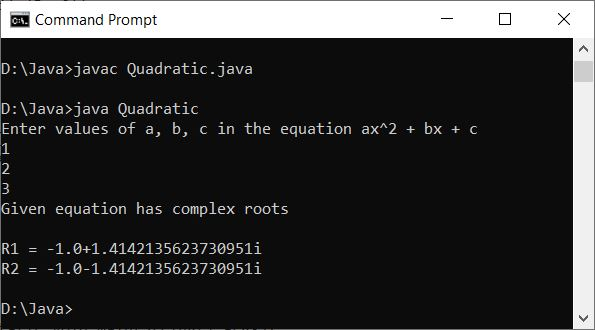 Command Prompt
D:\Java>javac Quadratic.java
D:\Java>java Quadratic
Enter values of a, b, c in the equation ax^2 + bx + c
1
2
3
Given equation has complex roots
R1 = -1.0+1.4142135623730951i
R2 = -1.0-1.4142135623730951i
D:\Java>